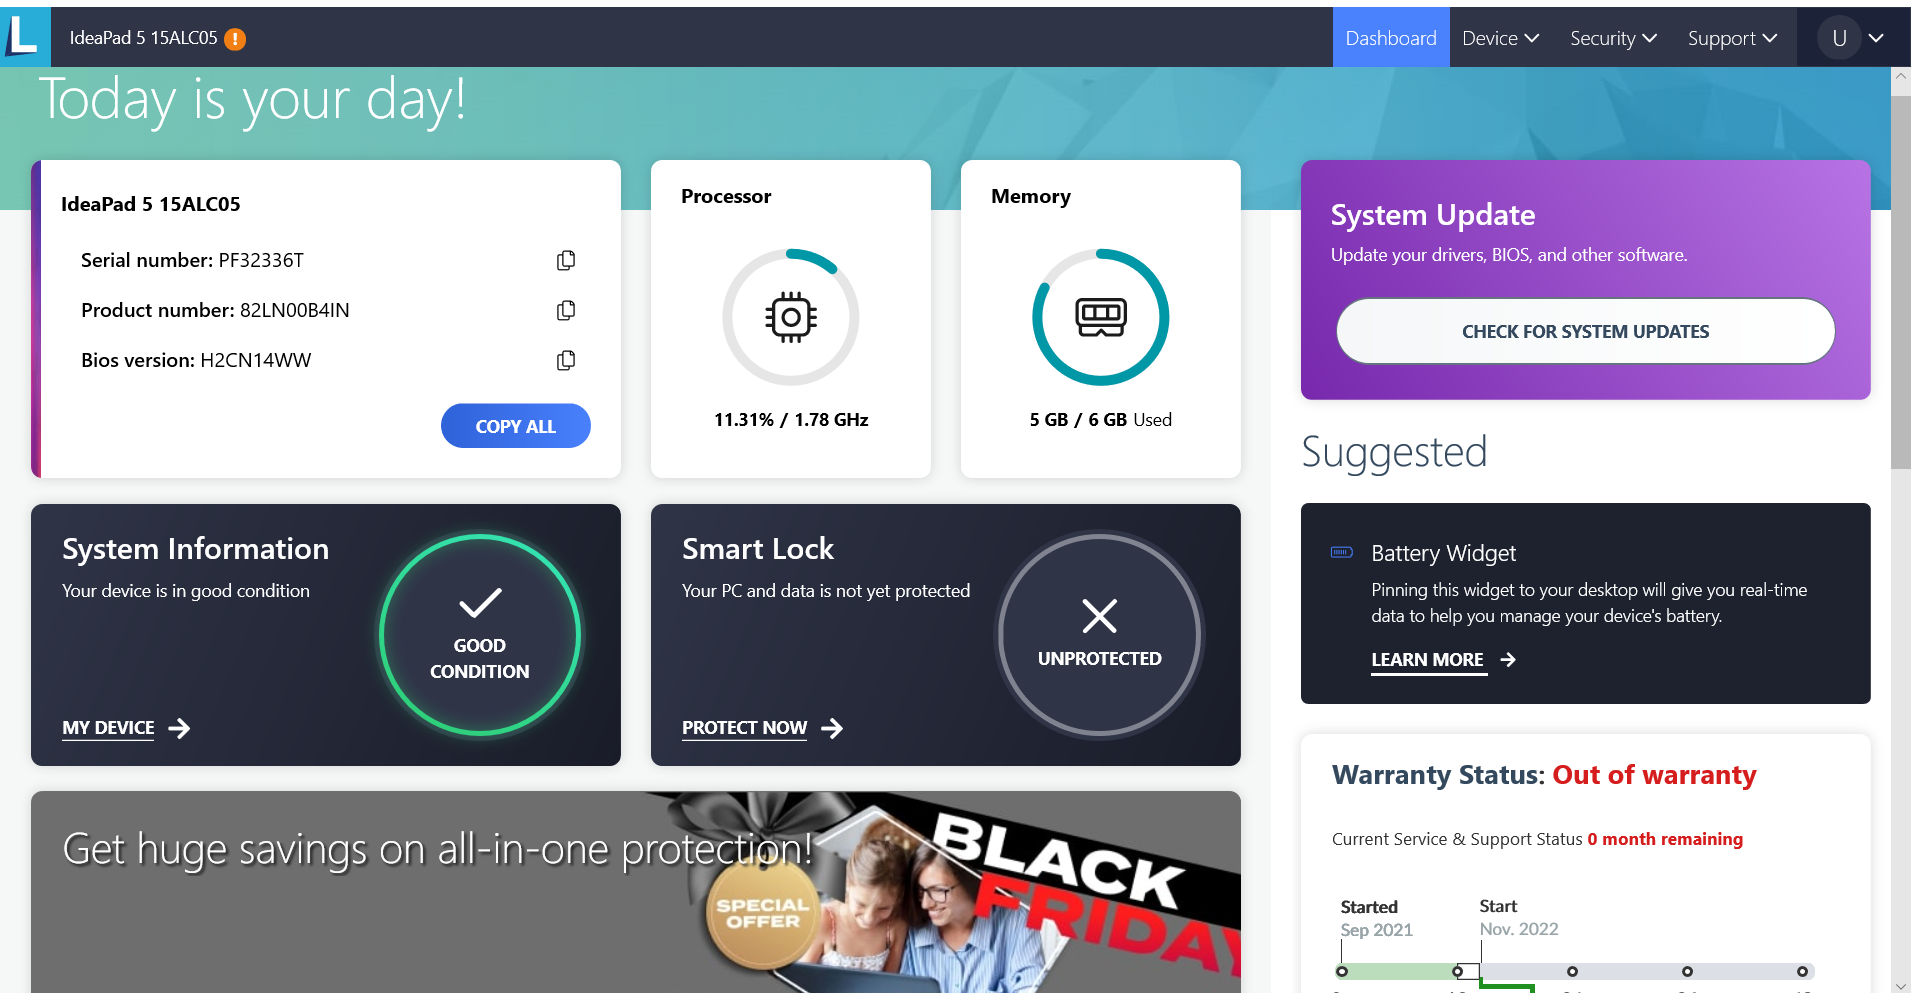 L
IdeaPad 5 15ALC05 !
Dashboard
Device
Security
Support
U
Today is your day!
IdeaPad 5 15ALC05
Serial number: PF32336T
Product number: 82LN00B4IN
Bios version: H2CN14WW
COPY ALL
Processor
11.31% / 1.78 GHz
Memory
5 GB / 6 GB Used
System Update
Update your drivers, BIOS, and other software.
CHECK FOR SYSTEM UPDATES
System Information
Your device is in good condition
GOOD
CONDITION
MY DEVICE
Smart Lock
Your PC and data is not yet protected
UNPROTECTED
PROTECT NOW
Suggested
Battery Widget
Pinning this widget to your desktop will give you real-time
data to help you manage your device's battery.
LEARN MORE
Get huge savings on all-in-one protection!
SPECIAL
OFFER
BLACK
FRIDAY
Warranty Status: Out of warranty
Current Service & Support Status 0 month remaining
Started
Sep 2021
Start
Nov. 2022